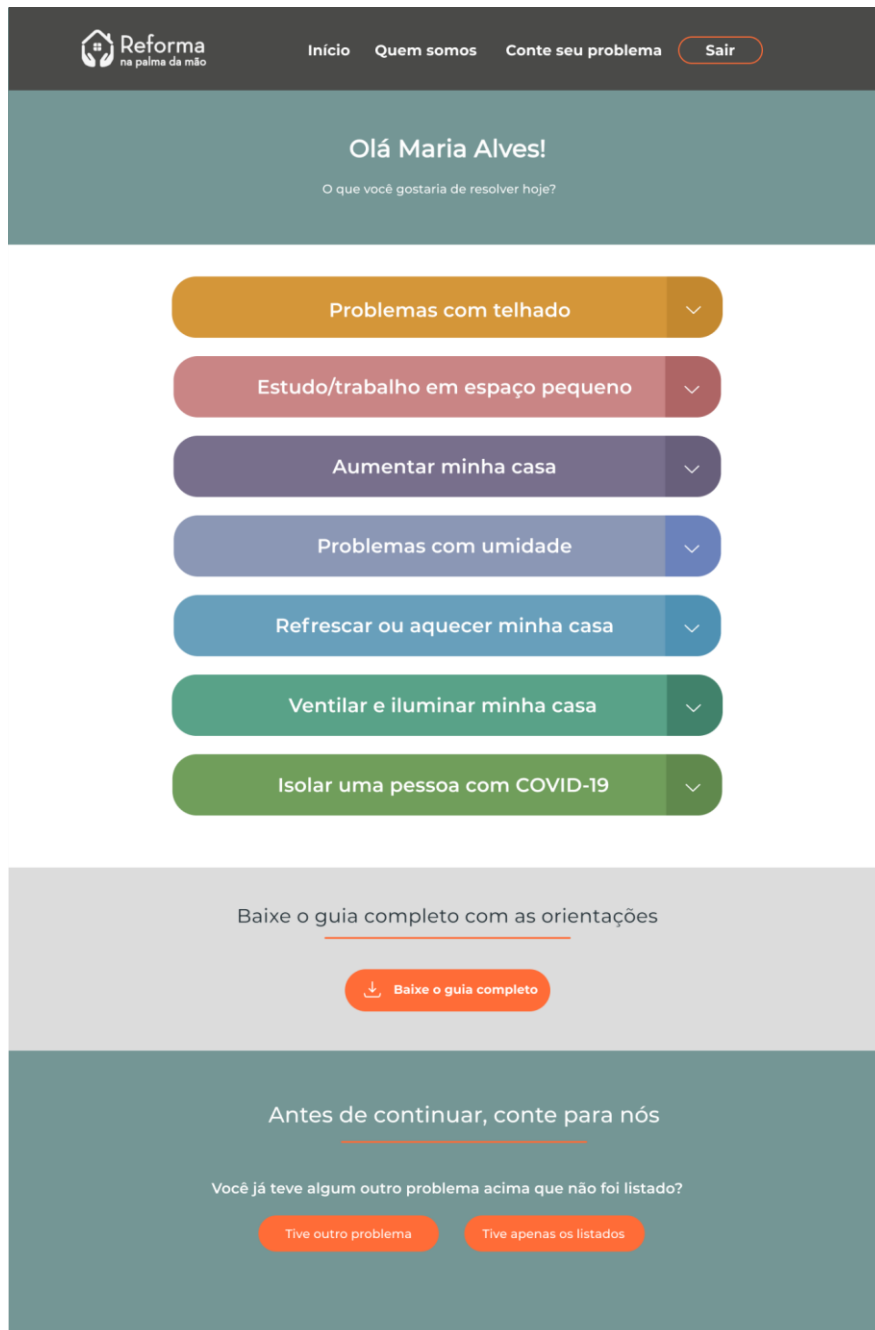 Reforma
na palma da mão
Início Quem somos Conte seu problema Sair
Olá Maria Alves!
O que você gostaria de resolver hoje?
Problemas com telhado
Estudo/trabalho em espaço pequeno
Aumentar minha casa
Problemas com umidade
Refrescar ou aquecer minha casa
Ventilar e iluminar minha casa
Isolar uma pessoa com COVID-19
Baixe o guia completo com as orientações
Baixe o guia completo
Antes de continuar, conte para nós
Você já teve algum outro problema acima que não foi listado?
Tive outro problema Tive apenas os listados